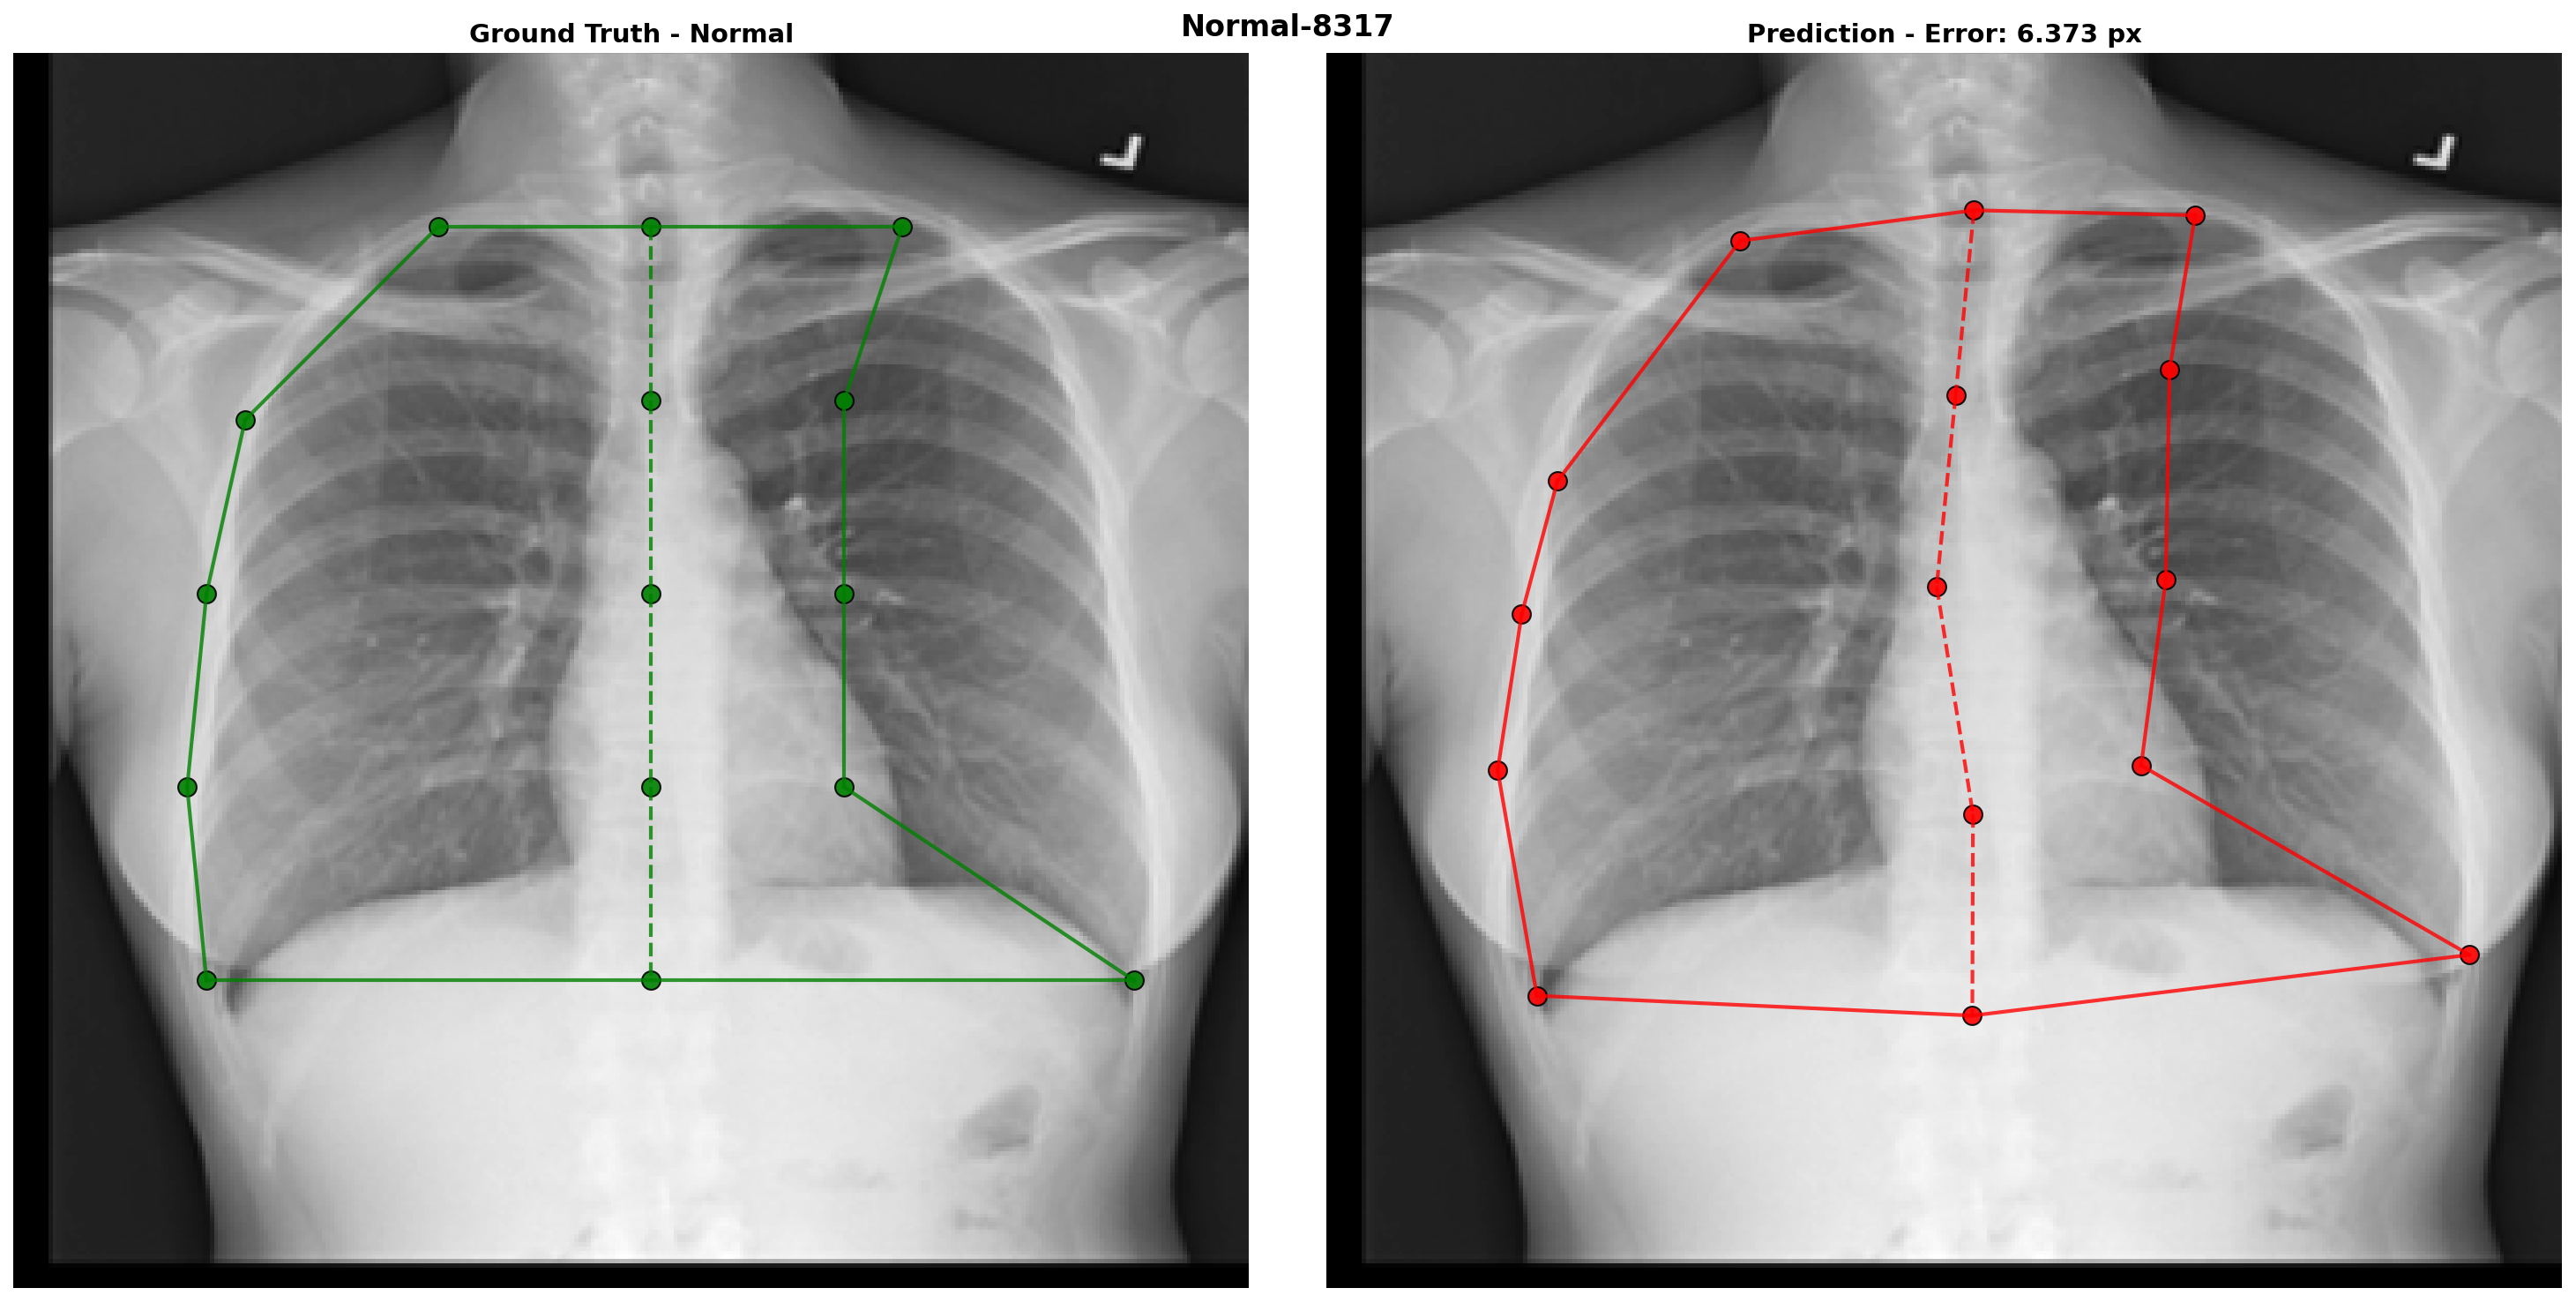 Normal-8317
Ground Truth - Normal
Prediction - Error: 6.373 px
L
L